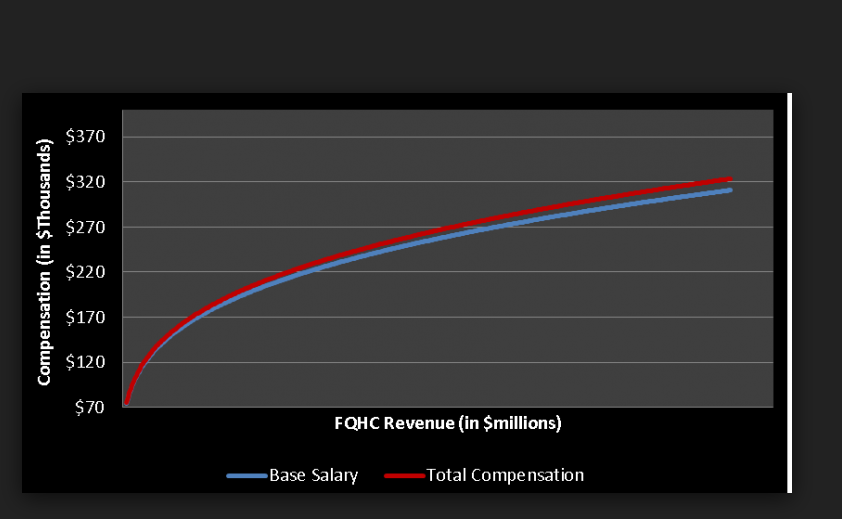 Compensation (in $Thousands)
$370
$320
$270
$220
$170
$120
$70
FQHC Revenue (in $millions)
Base Salary
Total Compensation